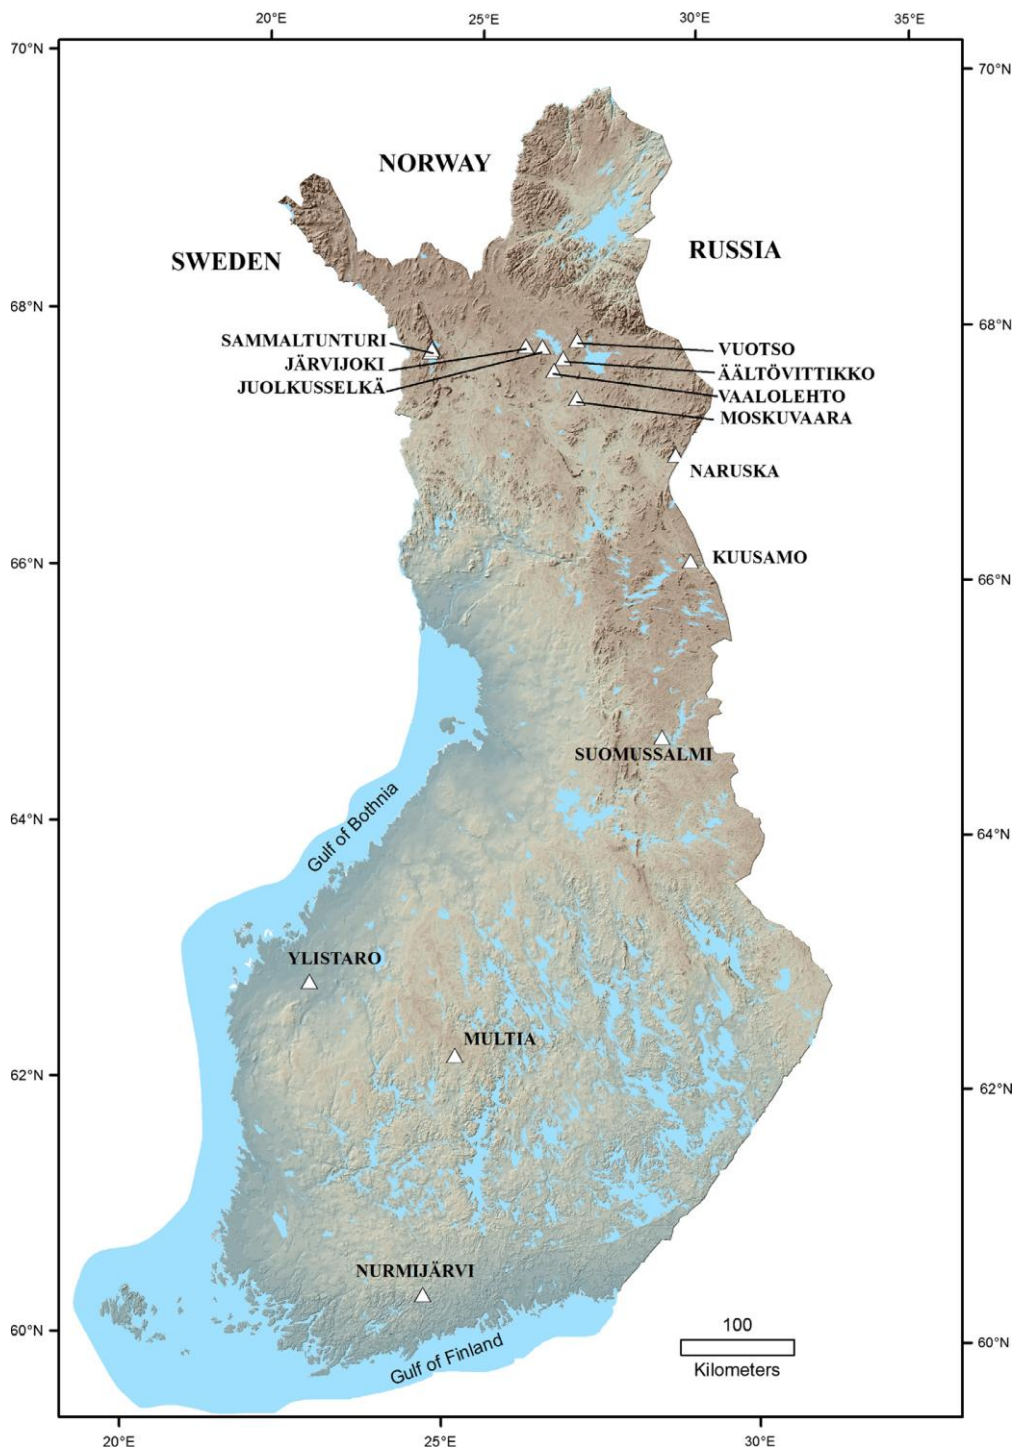 20°E
25°E
30°E
35°E
70°N
70°N
NORWAY
SWEDEN
RUSSIA
68°N
68°N
SAMMALTUNTURI
JÄRVIJOKI
JUOLKUSSELKÄ
VUOTSO
ÄÄLTÖVITTIKKO
VAALOLEHTO
MOSKUVAARA
NARUSKA
KUUSAMO
66°N
66°N
SUOMUSSALMI
Gulf of Bothnia
64°N
64°N
YLISTARO
MULTIA
62°N
62°N
NURMIJÄRVI
60°N
60°N
Gulf of Finland
100
Kilometers
20°E
25°E
30°E